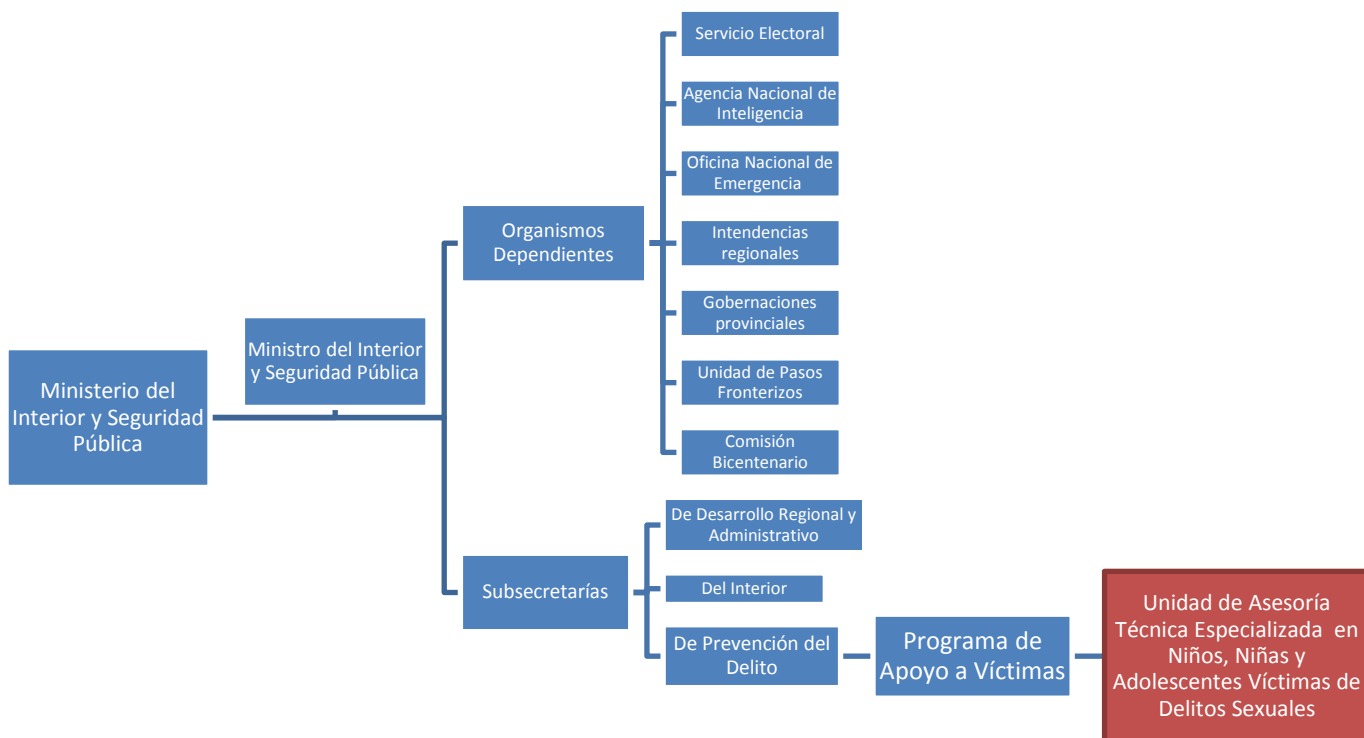 Ministerio del
Interior y Seguridad
Pública
Ministro del Interior
y Seguridad Pública
Organismos
Dependientes
Servicio Electoral
Agencia Nacional de
Inteligencia
Oficina Nacional de
Emergencia
Intendencias
regionales
Gobernaciones
provinciales
Unidad de Pasos
Fronterizos
Comisión
Bicentenario
Subsecretarías
De Desarrollo Regional y
Administrativo
Del Interior
De Prevención del
Delito
Programa de
Apoyo a Víctimas
Unidad de Asesoría
Técnica Especializada en
Niños, Niñas y
Adolescentes Víctimas de
Delitos Sexuales